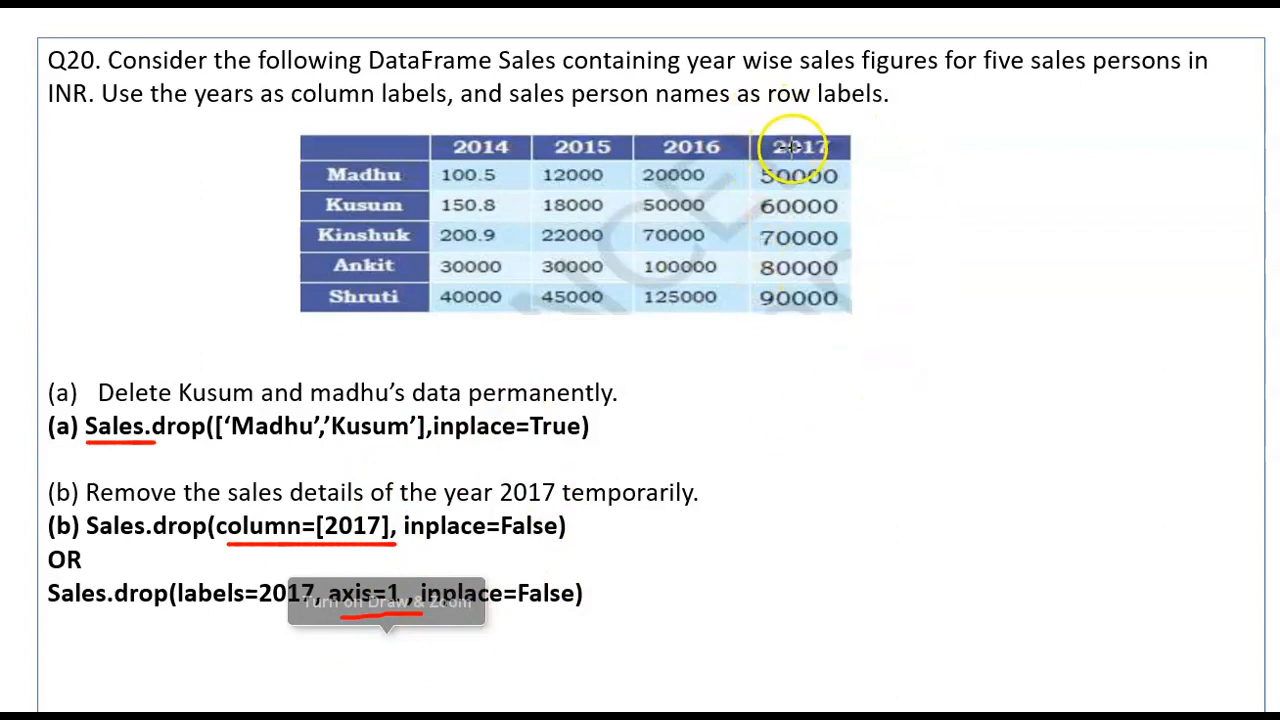 Q20. Consider the following DataFrame Sales containing year wise sales figures for five sales persons in
INR. Use the years as column labels, and sales person names as row labels.
2014 2015 2016 2017
Madhu 100.5 12000 20000 50000
Kusum 150.8 18000 50000 60000
Kinshuk 200.9 22000 70000 70000
Ankit 30000 30000 100000 80000
Shruti 40000 45000 125000 90000
(a) Delete Kusum and madhu’s data permanently.
(a) Sales.drop([‘Madhu’,’Kusum’],inplace=True)
(b) Remove the sales details of the year 2017 temporarily.
(b) Sales.drop(column=[2017], inplace=False)
OR
Sales.drop(labels=2017, axis=1 , inplace=False)
Turn on Draw & Zoom